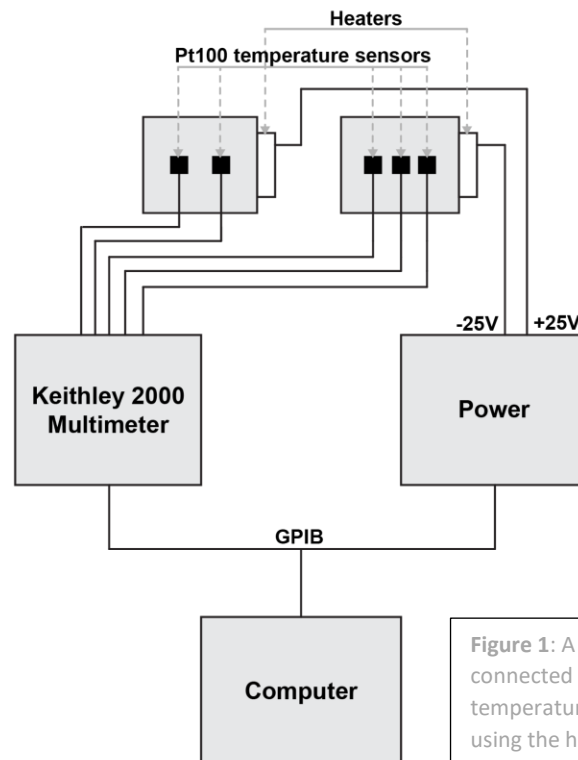 Heaters
Pt100 temperature sensors
-25V +25V
Keithley 2000
Multimeter
Power
GPIB
Computer
Figure 1: A
connected
temperatur
using the h